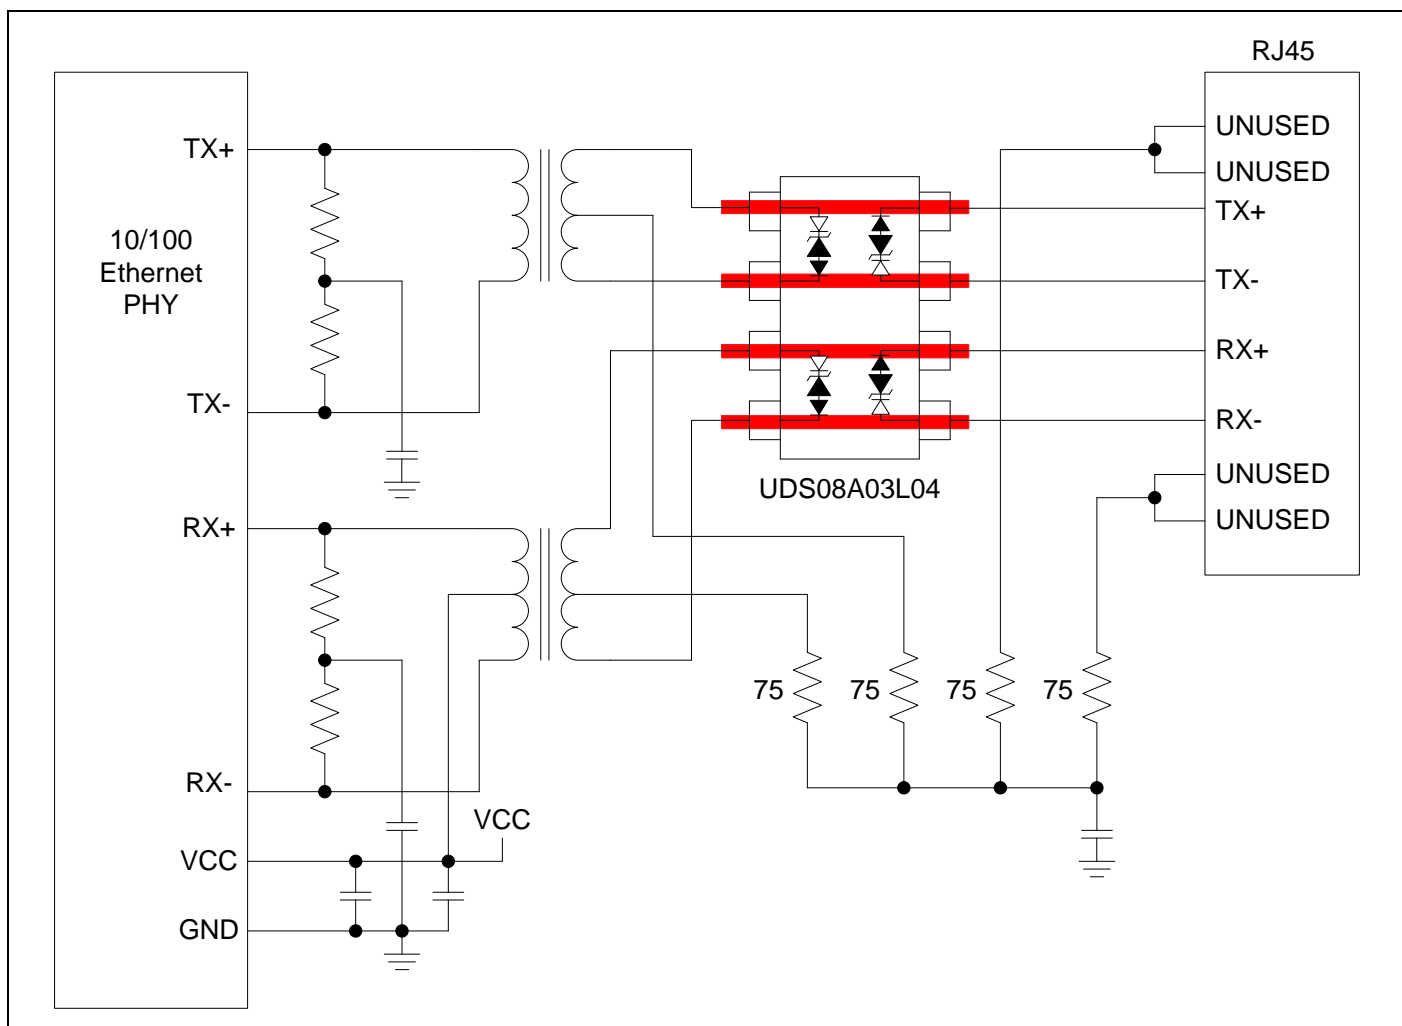 RJ45
10/100
Ethernet
PHY
TX+
TX-
RX+
RX-
VCC
GND
VCC
UDS08A03L04
UNUSED
UNUSED
TX+
TX-
RX+
RX-
UNUSED
UNUSED
75
75
75
75